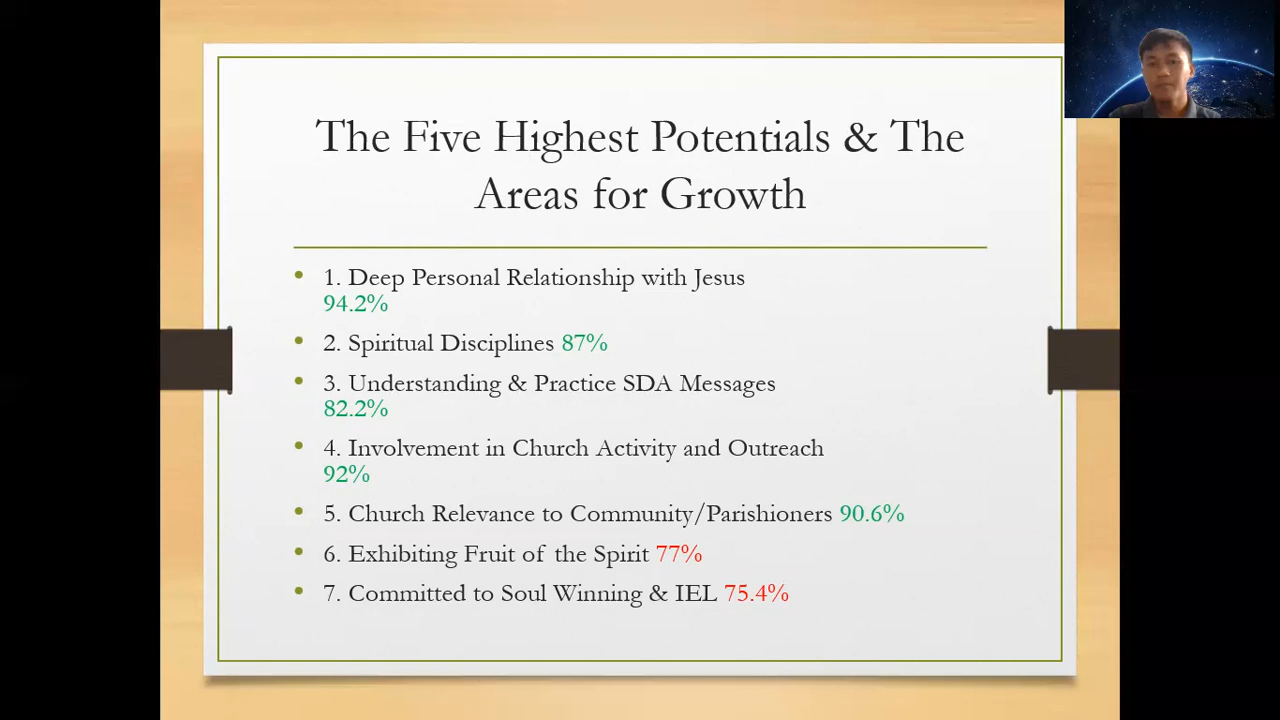 The Five Highest Potentials & The
Areas for Growth
• 1. Deep Personal Relationship with Jesus
94.2%
• 2. Spiritual Disciplines 87%
• 3. Understanding & Practice SDA Messages
82.2%
• 4. Involvement in Church Activity and Outreach
92%
• 5. Church Relevance to Community/Parishioners 90.6%
• 6. Exhibiting Fruit of the Spirit 77%
• 7. Committed to Soul Winning & IEL 75.4%